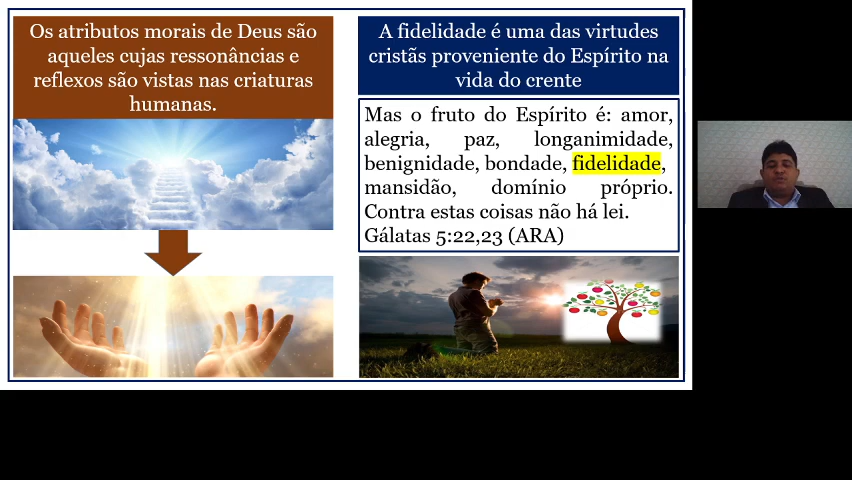 Os atributos morais de Deus são
aqueles cujas ressonâncias e
reflexos são vistas nas criaturas
humanas.
A fidelidade é uma das virtudes
cristãs proveniente do Espírito na
vida do crente
Mas o fruto do Espírito é: amor,
alegria, paz, longanimidade,
benignidade, bondade, fidelidade,
mansidão, domínio próprio.
Contra estas coisas não há lei.
Gálatas 5:22,23 (ARA)